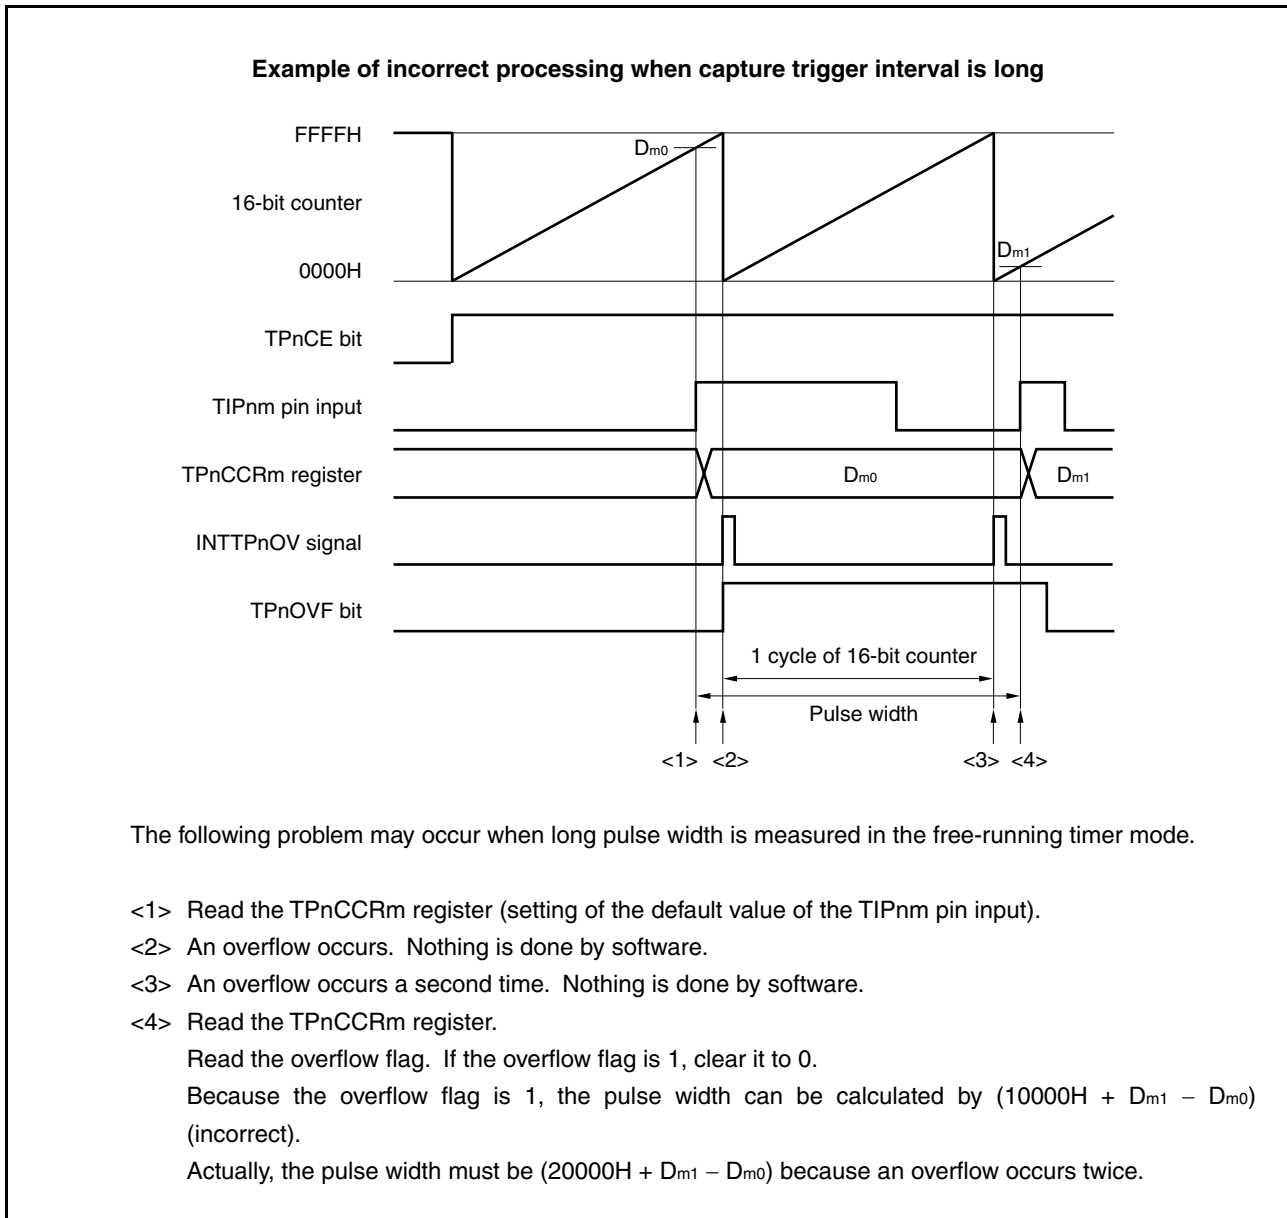 Example of incorrect processing when capture trigger interval is long
FFFFH
Dm0
16-bit counter
Dm1
0000H
TPnCE bit
TIPnm pin input
TPnCCRm register
Dm0
Dm1
INTTPnOV signal
TPnOVF bit
1 cycle of 16-bit counter
Pulse width
<1> <2> <3> <4>
The following problem may occur when long pulse width is measured in the free-running timer mode.
<1> Read the TPnCCRm register (setting of the default value of the TIPnm pin input).
<2> An overflow occurs. Nothing is done by software.
<3> An overflow occurs a second time. Nothing is done by software.
<4> Read the TPnCCRm register.
Read the overflow flag. If the overflow flag is 1, clear it to 0.
Because the overflow flag is 1, the pulse width can be calculated by (10000H + Dm1 − Dm0)
(incorrect).
Actually, the pulse width must be (20000H + Dm1 − Dm0) because an overflow occurs twice.